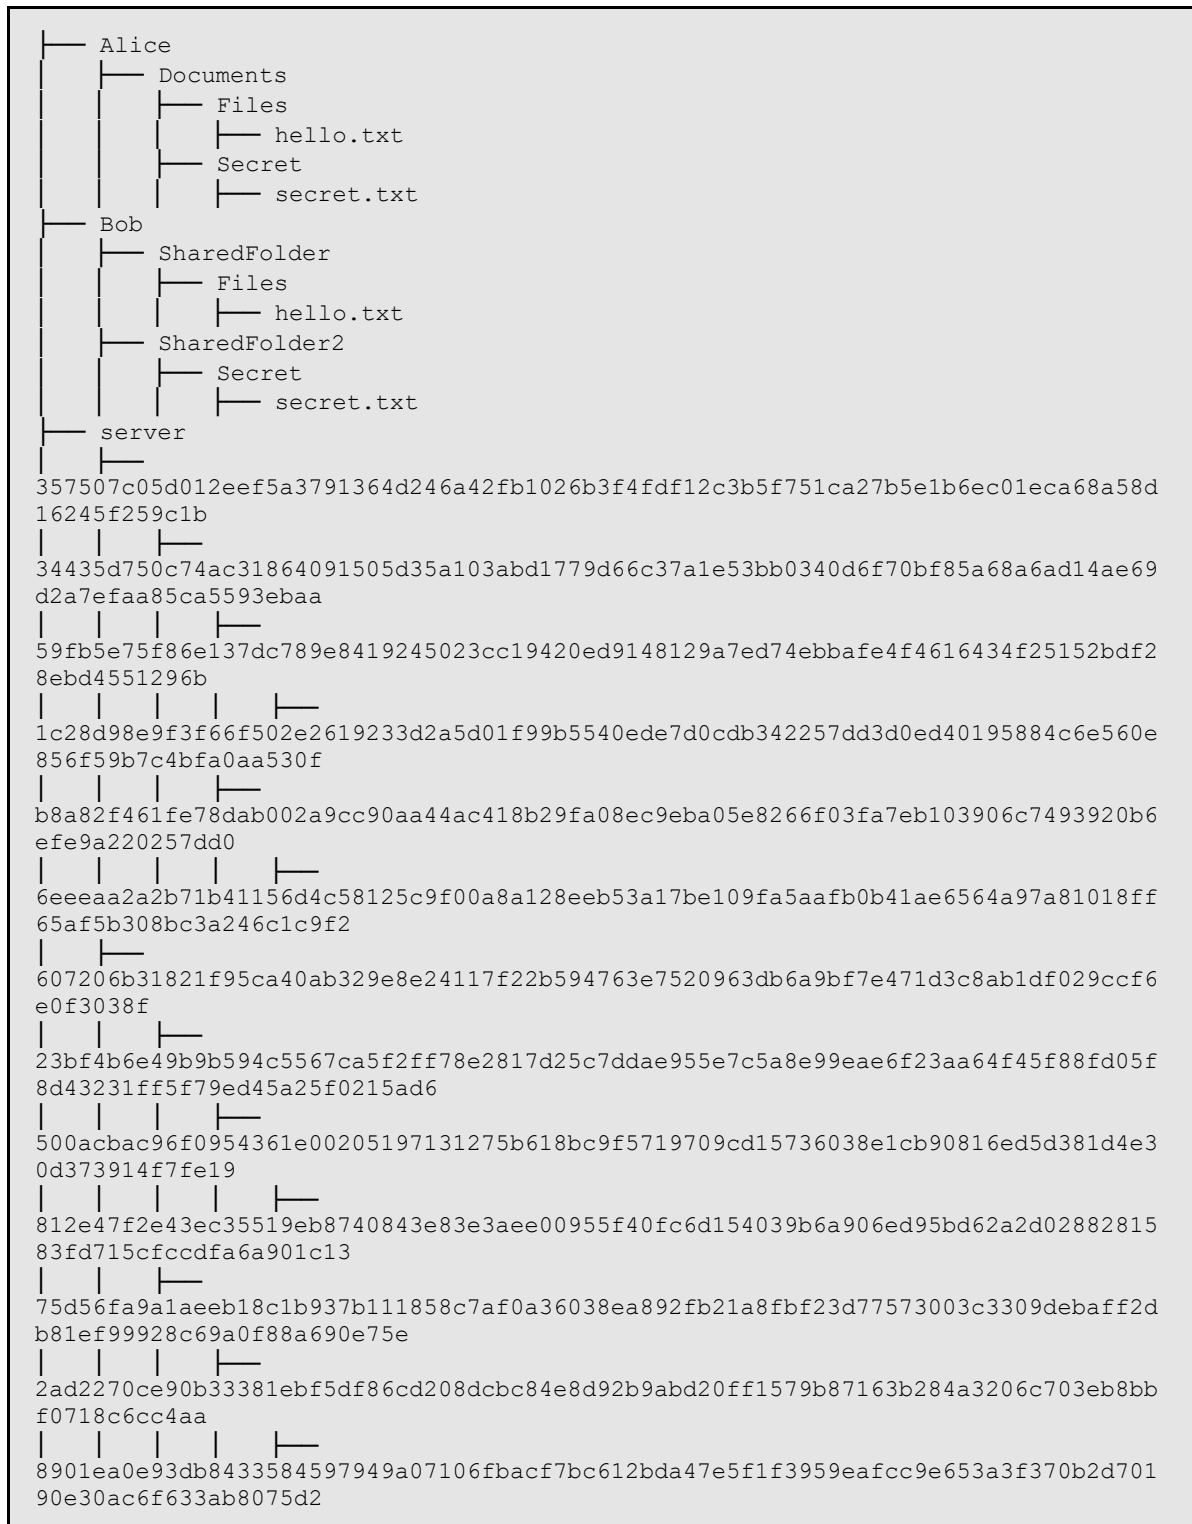 ├── Alice
│   ├── Documents
│   │   ├── Files
│   │   │   ├── hello.txt
│   │   ├── Secret
│   │   │   ├── secret.txt
├── Bob
│   ├── SharedFolder
│   │   ├── Files
│   │   │   ├── hello.txt
│   ├── SharedFolder2
│   │   ├── Secret
│   │   │   ├── secret.txt
├── server
│   ├──
357507c05d012eef5a3791364d246a42fb1026b3f4fdf12c3b5f751ca27b5e1b6ec01eca68a58d
16245f259c1b
│   │   ├──
34435d750c74ac31864091505d35a103abd1779d66c37a1e53bb0340d6f70bf85a68a6ad14ae69
d2a7efaa85ca5593ebaa
│   │   │   ├──
59fb5e75f86e137dc789e8419245023cc19420ed9148129a7ed74ebbafe4f4616434f25152bdf2
8ebd4551296b
│   │   │   │   ├──
1c28d98e9f3f66f502e2619233d2a5d01f99b5540ede7d0cdb342257dd3d0ed40195884c6e560e
856f59b7c4bfa0aa530f
│   │   │   ├──
b8a82f461fe78dab002a9cc90aa44ac418b29fa08ec9eba05e8266f03fa7eb103906c7493920b6
efe9a220257dd0
│   │   │   │   ├──
6eeeaa2a2b71b41156d4c58125c9f00a8a128eeb53a17be109fa5aafb0b41ae6564a97a81018ff
65af5b308bc3a246c1c9f2
│   ├──
607206b31821f95ca40ab329e8e24117f22b594763e7520963db6a9bf7e471d3c8ab1df029ccf6
e0f3038f
│   │   ├──
23bf4b6e49b9b594c5567ca5f2ff78e2817d25c7ddae955e7c5a8e99eae6f23aa64f45f88fd05f
8d43231ff5f79ed45a25f0215ad6
│   │   │   ├──
500acbac96f0954361e00205197131275b618bc9f5719709cd15736038e1cb90816ed5d381d4e3
0d373914f7fe19
│   │   │   │   ├──
812e47f2e43ec35519eb8740843e83e3aee00955f40fc6d154039b6a906ed95bd62a2d02882815
83fd715cfccdfa6a901c13
│   │   ├──
75d56fa9a1aeeb18c1b937b111858c7af0a36038ea892fb21a8fbf23d77573003c3309debaff2d
b81ef99928c69a0f88a690e75e
│   │   │   ├──
2ad2270ce90b33381ebf5df86cd208dcbc84e8d92b9abd20ff1579b87163b284a3206c703eb8bb
f0718c6cc4aa
│   │   │   │   ├──
8901ea0e93db8433584597949a07106fbacf7bc612bda47e5f1f3959eafcc9e653a3f370b2d701
90e30ac6f633ab8075d2